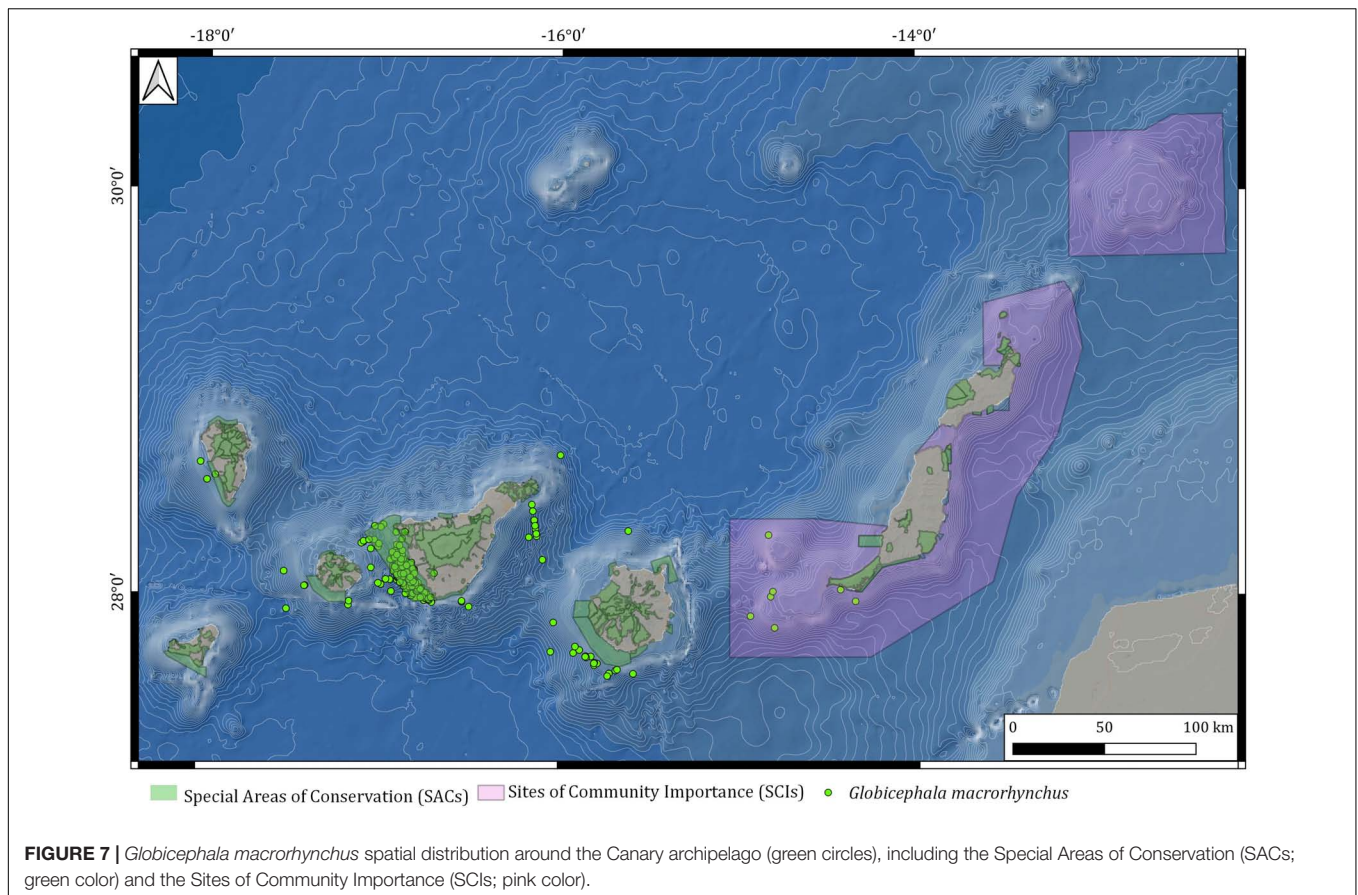 -18°0′ -16°0′ -14°0′
30°0′
28°0′
0 50 100 km
Special Areas of Conservation (SACs) Sites of Community Importance (SCIs) Globicephala macrorhynchus
FIGURE 7 | Globicephala macrorhynchus spatial distribution around the Canary archipelago (green circles), including the Special Areas of Conservation (SACs;
green color) and the Sites of Community Importance (SCIs; pink color).